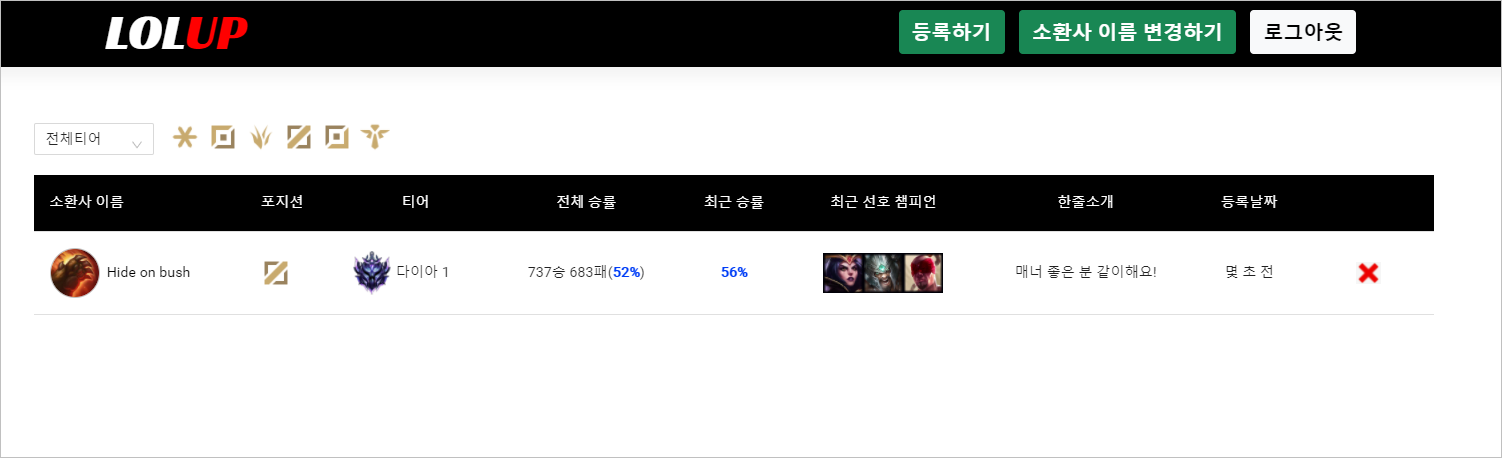 LOLUP
등록하기 소환사 이름 변경하기 로그아웃
전체티어
소환사 이름 포지션 티어 전체 승률 최근 승률 최근 선호 챔피언 한줄소개 등록날짜
Hide on bush 다이아 1 737승 683패(52%) 56% 매너 좋은 분 같이해요! 몇 초 전